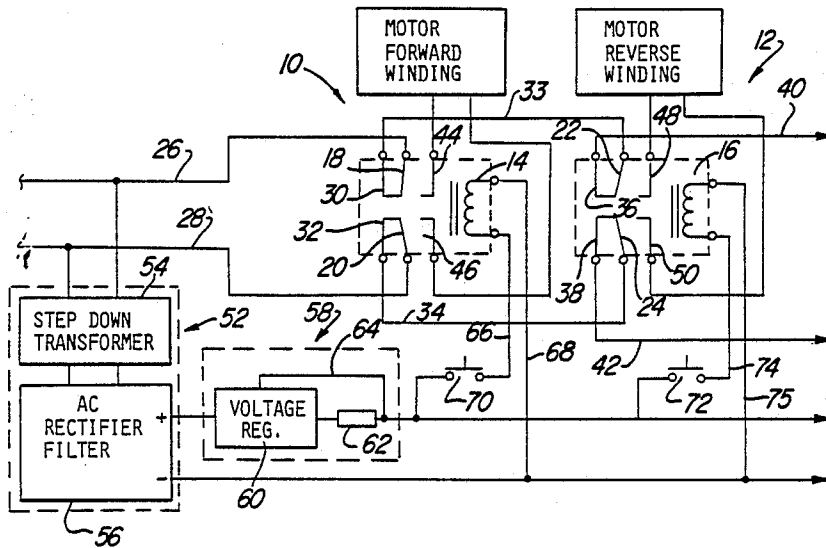 MOTOR
FORWARD
WINDING
MOTOR
REVERSE
WINDING
10
12
33
40
26
18
44
14
22
48
16
30
36
28
32
20
46
38
24
50
54
STEP DOWN
TRANSFORMER
52
58
64
34
66
68
42
74
70
72
75
AC
RECTIFIER
FILTER
+
-
VOLTAGE
REG.
62
60
56